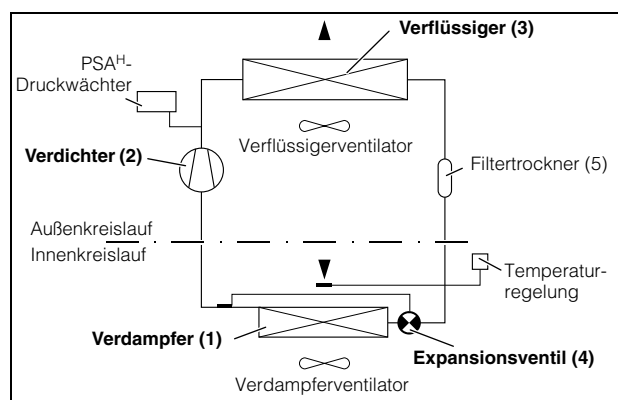 Verflüssiger (3)
PSAᴴ-
Druckwächter
Verflüssigerventilator
Verdichter (2)
Filtertrockner (5)
Außenkreislauf
Innenkreislauf
Temperatur-
regelung
Verdampfer (1)
Expansionsventil (4)
Verdampferventilator